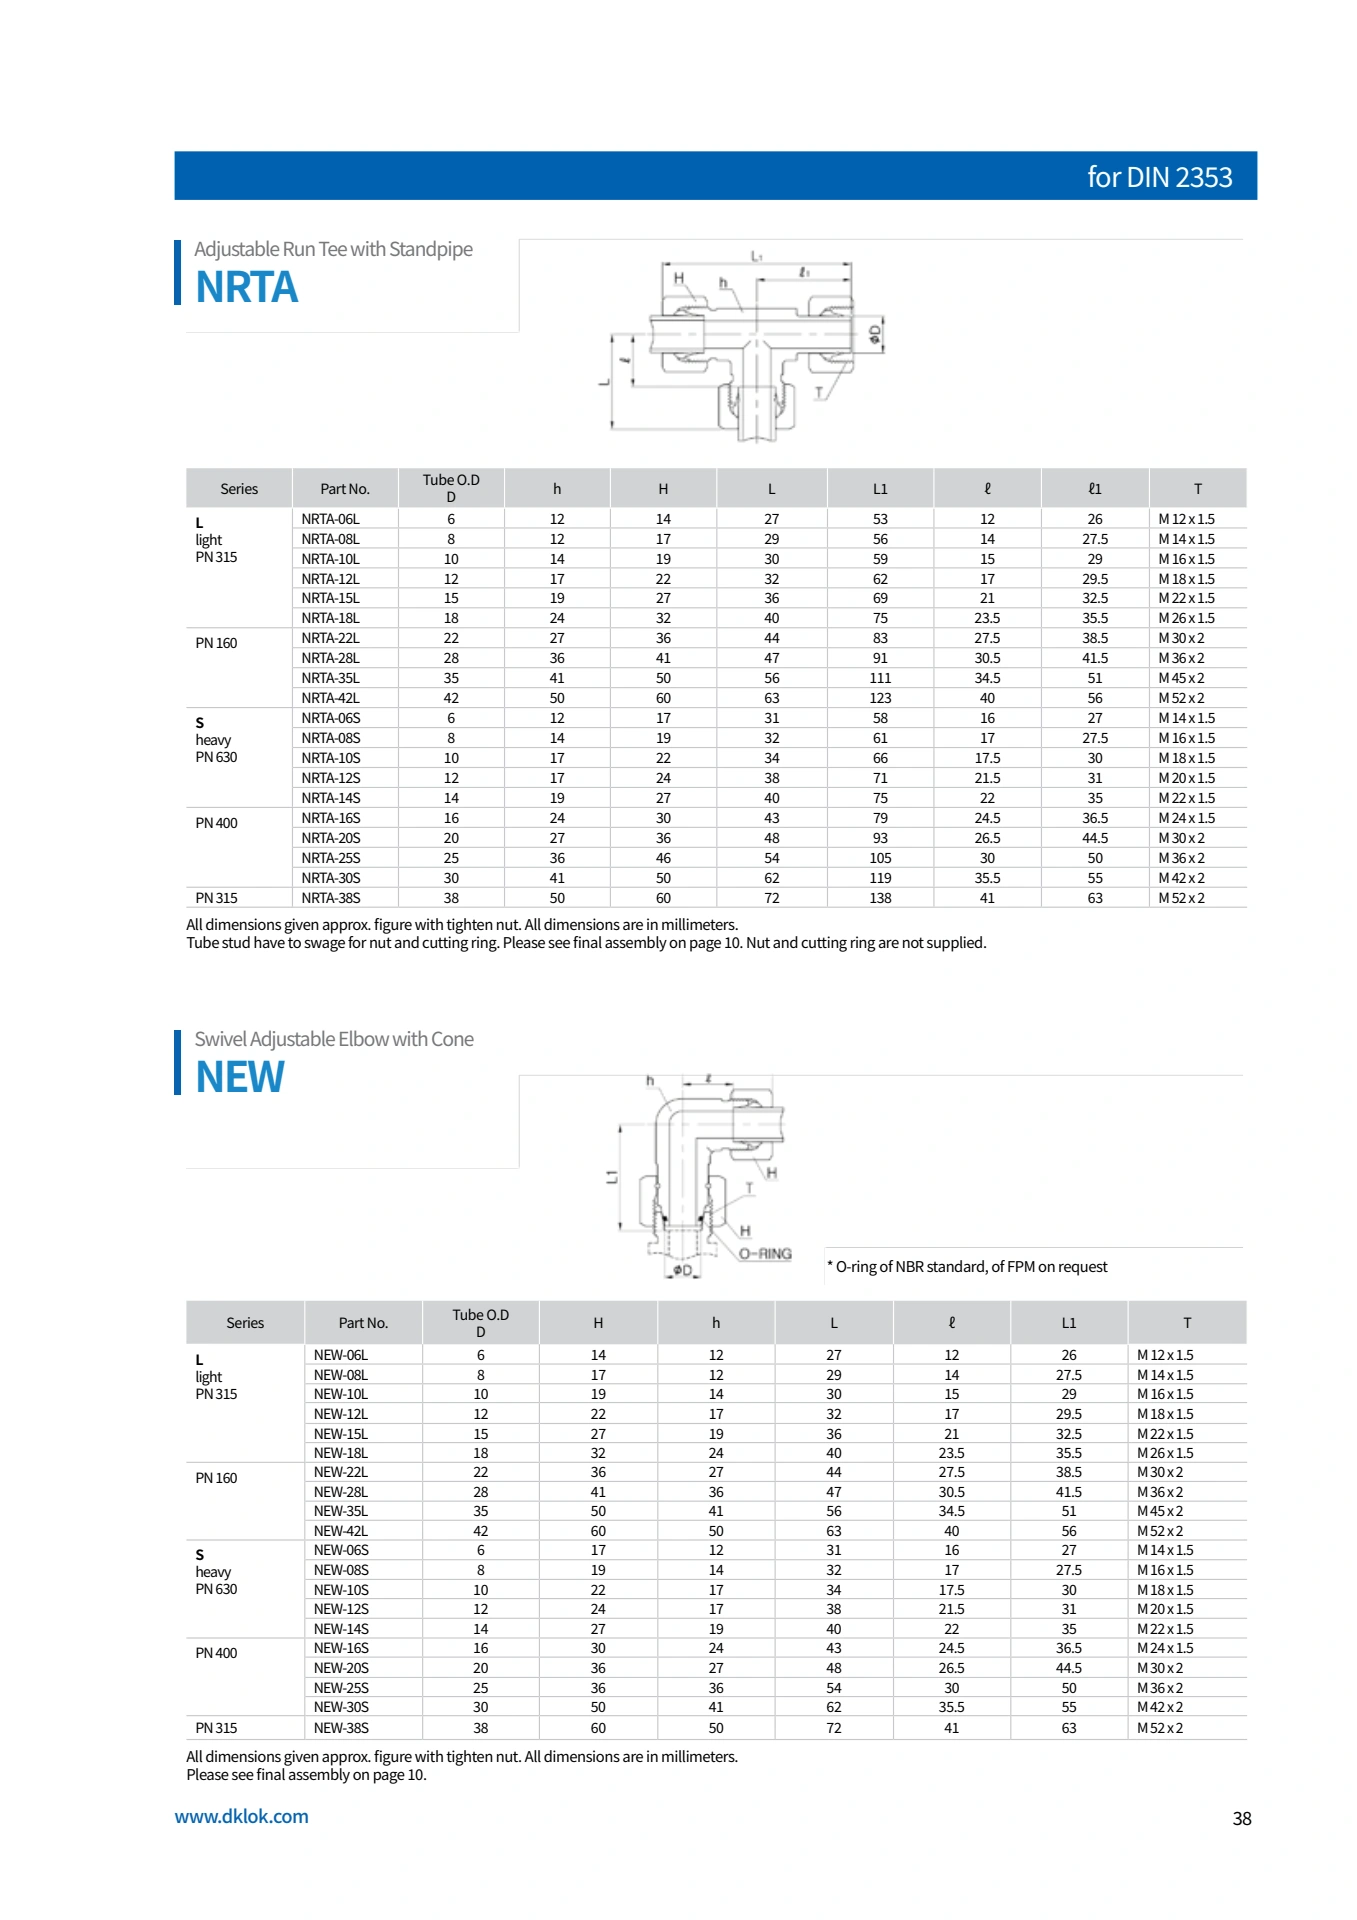 for DIN 2353
Adjustable Run Tee with Standpipe
NRTA
L1
ℓ1
H
h
øD
ℓ
L
T
Series Part No. Tube O.D D h H L L1 ℓ ℓ1 T
L light PN 315
NRTA-06L 6 12 14 27 53 12 26 M 12 x 1.5
NRTA-08L 8 12 17 29 56 14 27.5 M 14 x 1.5
NRTA-10L 10 14 19 30 59 15 29 M 16 x 1.5
NRTA-12L 12 17 22 32 62 17 29.5 M 18 x 1.5
NRTA-15L 15 19 27 36 69 21 32.5 M 22 x 1.5
NRTA-18L 18 24 32 40 75 23.5 35.5 M 26 x 1.5
PN 160
NRTA-22L 22 27 36 44 83 27.5 38.5 M 30 x 2
NRTA-28L 28 36 41 47 91 30.5 41.5 M 36 x 2
NRTA-35L 35 41 50 56 111 34.5 51 M 45 x 2
NRTA-42L 42 50 60 63 123 40 56 M 52 x 2
S heavy PN 630
NRTA-06S 6 12 17 31 58 16 27 M 14 x 1.5
NRTA-08S 8 14 19 32 61 17 27.5 M 16 x 1.5
NRTA-10S 10 17 22 34 66 17.5 30 M 18 x 1.5
NRTA-12S 12 17 24 38 71 21.5 31 M 20 x 1.5
NRTA-14S 14 19 27 40 75 22 35 M 22 x 1.5
PN 400
NRTA-16S 16 24 30 43 79 24.5 36.5 M 24 x 1.5
NRTA-20S 20 27 36 48 93 26.5 44.5 M 30 x 2
NRTA-25S 25 36 46 54 105 30 50 M 36 x 2
NRTA-30S 30 41 50 62 119 35.5 55 M 42 x 2
PN 315 NRTA-38S 38 50 60 72 138 41 63 M 52 x 2
All dimensions given approx. figure with tighten nut. All dimensions are in millimeters.
Tube stud have to swage for nut and cutting ring. Please see final assembly on page 10. Nut and cutting ring are not supplied.
Swivel Adjustable Elbow with Cone
NEW
h
ℓ
L1
H
T
H
O-RING
øD
* O-ring of NBR standard, of FPM on request
Series Part No. Tube O.D D H h L ℓ L1 T
L light PN 315
NEW-06L 6 14 12 27 12 26 M 12 x 1.5
NEW-08L 8 17 12 29 14 27.5 M 14 x 1.5
NEW-10L 10 19 14 30 15 29 M 16 x 1.5
NEW-12L 12 22 17 32 17 29.5 M 18 x 1.5
NEW-15L 15 27 19 36 21 32.5 M 22 x 1.5
NEW-18L 18 32 24 40 23.5 35.5 M 26 x 1.5
PN 160
NEW-22L 22 36 27 44 27.5 38.5 M 30 x 2
NEW-28L 28 41 36 47 30.5 41.5 M 36 x 2
NEW-35L 35 50 41 56 34.5 51 M 45 x 2
NEW-42L 42 60 50 63 40 56 M 52 x 2
S heavy PN 630
NEW-06S 6 17 12 31 16 27 M 14 x 1.5
NEW-08S 8 19 14 32 17 27.5 M 16 x 1.5
NEW-10S 10 22 17 34 17.5 30 M 18 x 1.5
NEW-12S 12 24 17 38 21.5 31 M 20 x 1.5
NEW-14S 14 27 19 40 22 35 M 22 x 1.5
PN 400
NEW-16S 16 30 24 43 24.5 36.5 M 24 x 1.5
NEW-20S 20 36 27 48 26.5 44.5 M 30 x 2
NEW-25S 25 36 36 54 30 50 M 36 x 2
NEW-30S 30 50 41 62 35.5 55 M 42 x 2
PN 315 NEW-38S 38 60 50 72 41 63 M 52 x 2
All dimensions given approx. figure with tighten nut. All dimensions are in millimeters.
Please see final assembly on page 10.
www.dklok.com
38